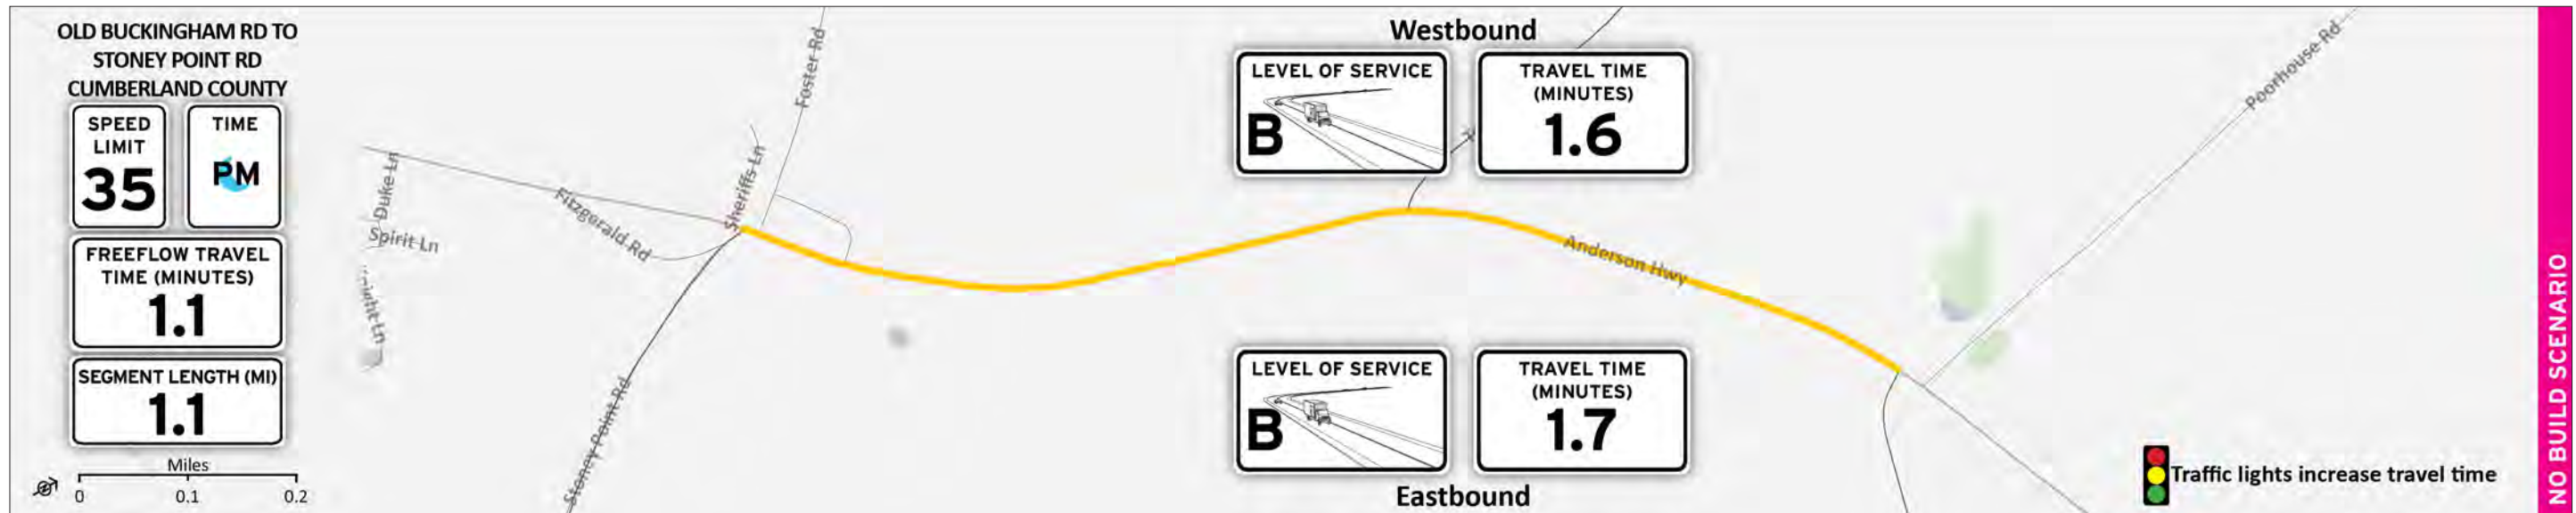 OLD BUCKINGHAM RD TO
STONEY POINT RD
CUMBERLAND COUNTY
SPEED
LIMIT
35
TIME
PM
FREEFLOW TRAVEL
TIME (MINUTES)
1.1
SEGMENT LENGTH (MI)
1.1
Miles
0 0.1 0.2
Duke Ln
Spirit Ln
Ln
Fitzgerald Rd
Sheriffs Ln
Foster Rd
Stoney Point Rd
Westbound
LEVEL OF SERVICE
B
TRAVEL TIME
(MINUTES)
1.6
Anderson Hwy
LEVEL OF SERVICE
B
TRAVEL TIME
(MINUTES)
1.7
Eastbound
Poorhouse Rd
Traffic lights increase travel time
NO BUILD SCENARIO